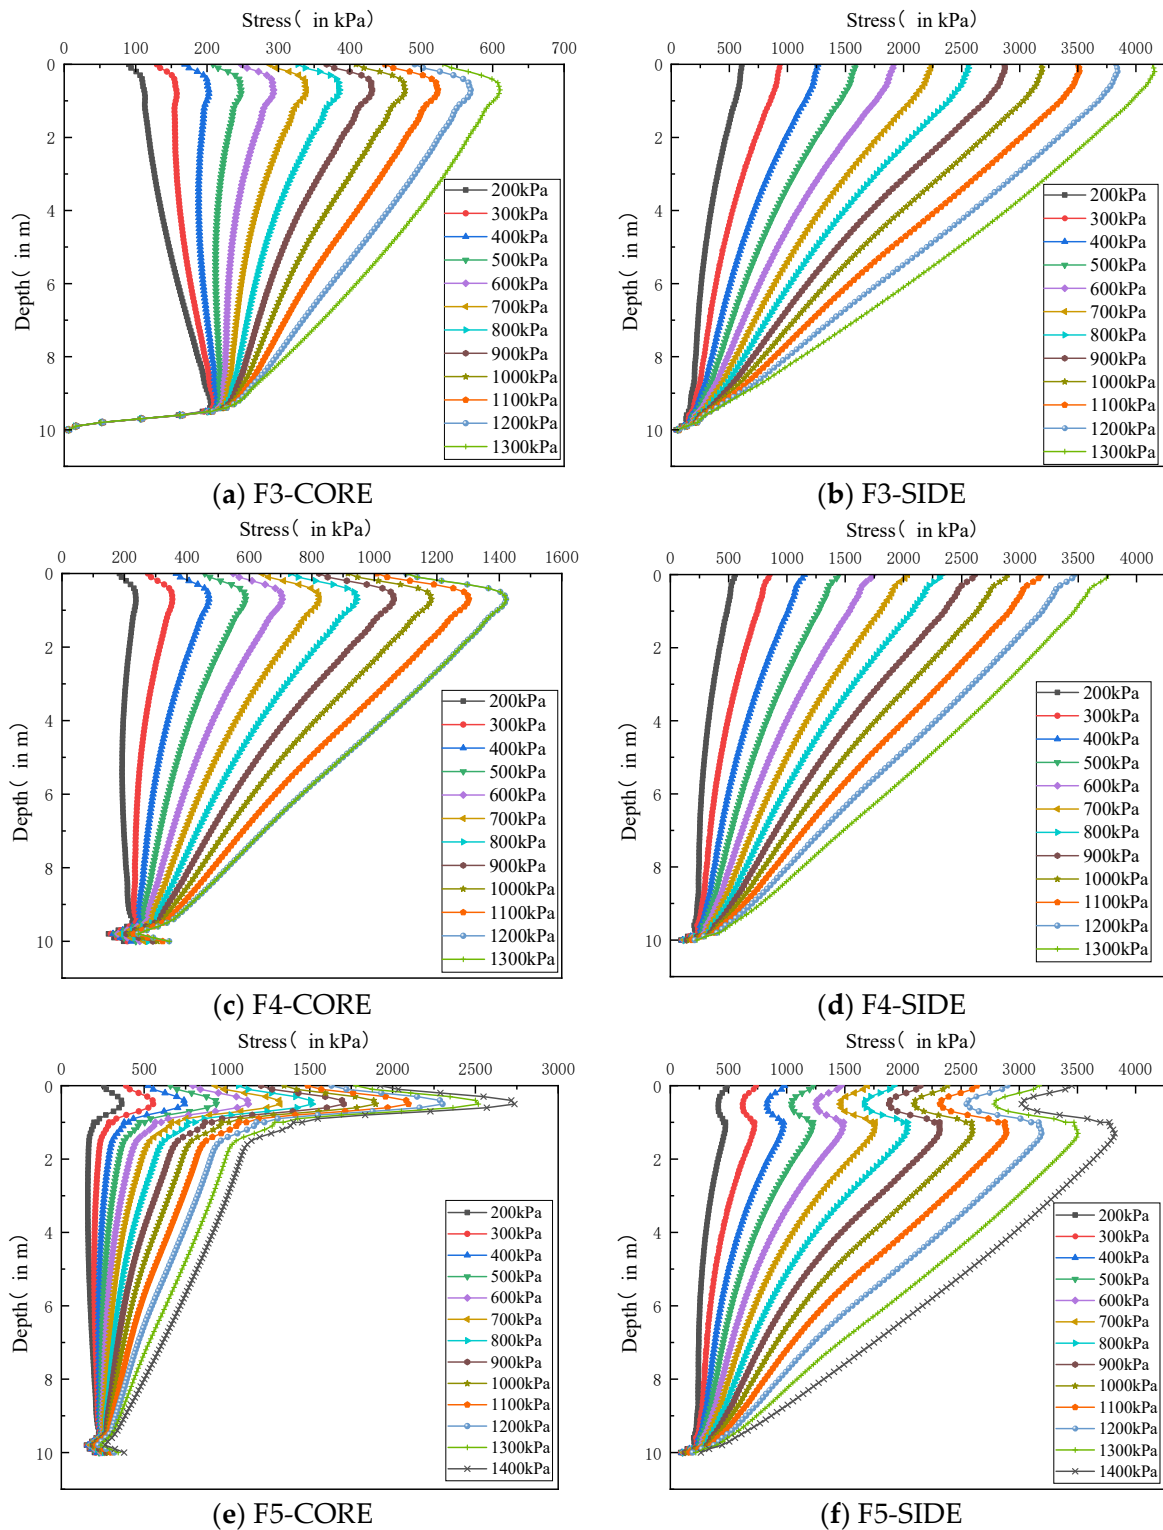 Stress( in kPa)
0 100 200 300 400 500 600 700
Depth( in m)
0
2
4
6
8
10
200kPa
300kPa
400kPa
500kPa
600kPa
700kPa
800kPa
900kPa
1000kPa
1100kPa
1200kPa
1300kPa
(a) F3-CORE
Stress( in kPa)
0 500 1000 1500 2000 2500 3000 3500 4000
Depth( in m)
0
2
4
6
8
10
200kPa
300kPa
400kPa
500kPa
600kPa
700kPa
800kPa
900kPa
1000kPa
1100kPa
1200kPa
1300kPa
(b) F3-SIDE
Stress( in kPa)
0 200 400 600 800 1000 1200 1400 1600
Depth( in m)
0
2
4
6
8
10
200kPa
300kPa
400kPa
500kPa
600kPa
700kPa
800kPa
900kPa
1000kPa
1100kPa
1200kPa
1300kPa
(c) F4-CORE
Stress( in kPa)
0 500 1000 1500 2000 2500 3000 3500 4000
Depth( in m)
0
2
4
6
8
10
200kPa
300kPa
400kPa
500kPa
600kPa
700kPa
800kPa
900kPa
1000kPa
1100kPa
1200kPa
1300kPa
(d) F4-SIDE
Stress( in kPa)
0 500 1000 1500 2000 2500 3000
Depth( in m)
0
2
4
6
8
10
200kPa
300kPa
400kPa
500kPa
600kPa
700kPa
800kPa
900kPa
1000kPa
1100kPa
1200kPa
1300kPa
1400kPa
(e) F5-CORE
Stress( in kPa)
0 500 1000 1500 2000 2500 3000 3500 4000
Depth( in m)
0
2
4
6
8
10
200kPa
300kPa
400kPa
500kPa
600kPa
700kPa
800kPa
900kPa
1000kPa
1100kPa
1200kPa
1300kPa
1400kPa
(f) F5-SIDE